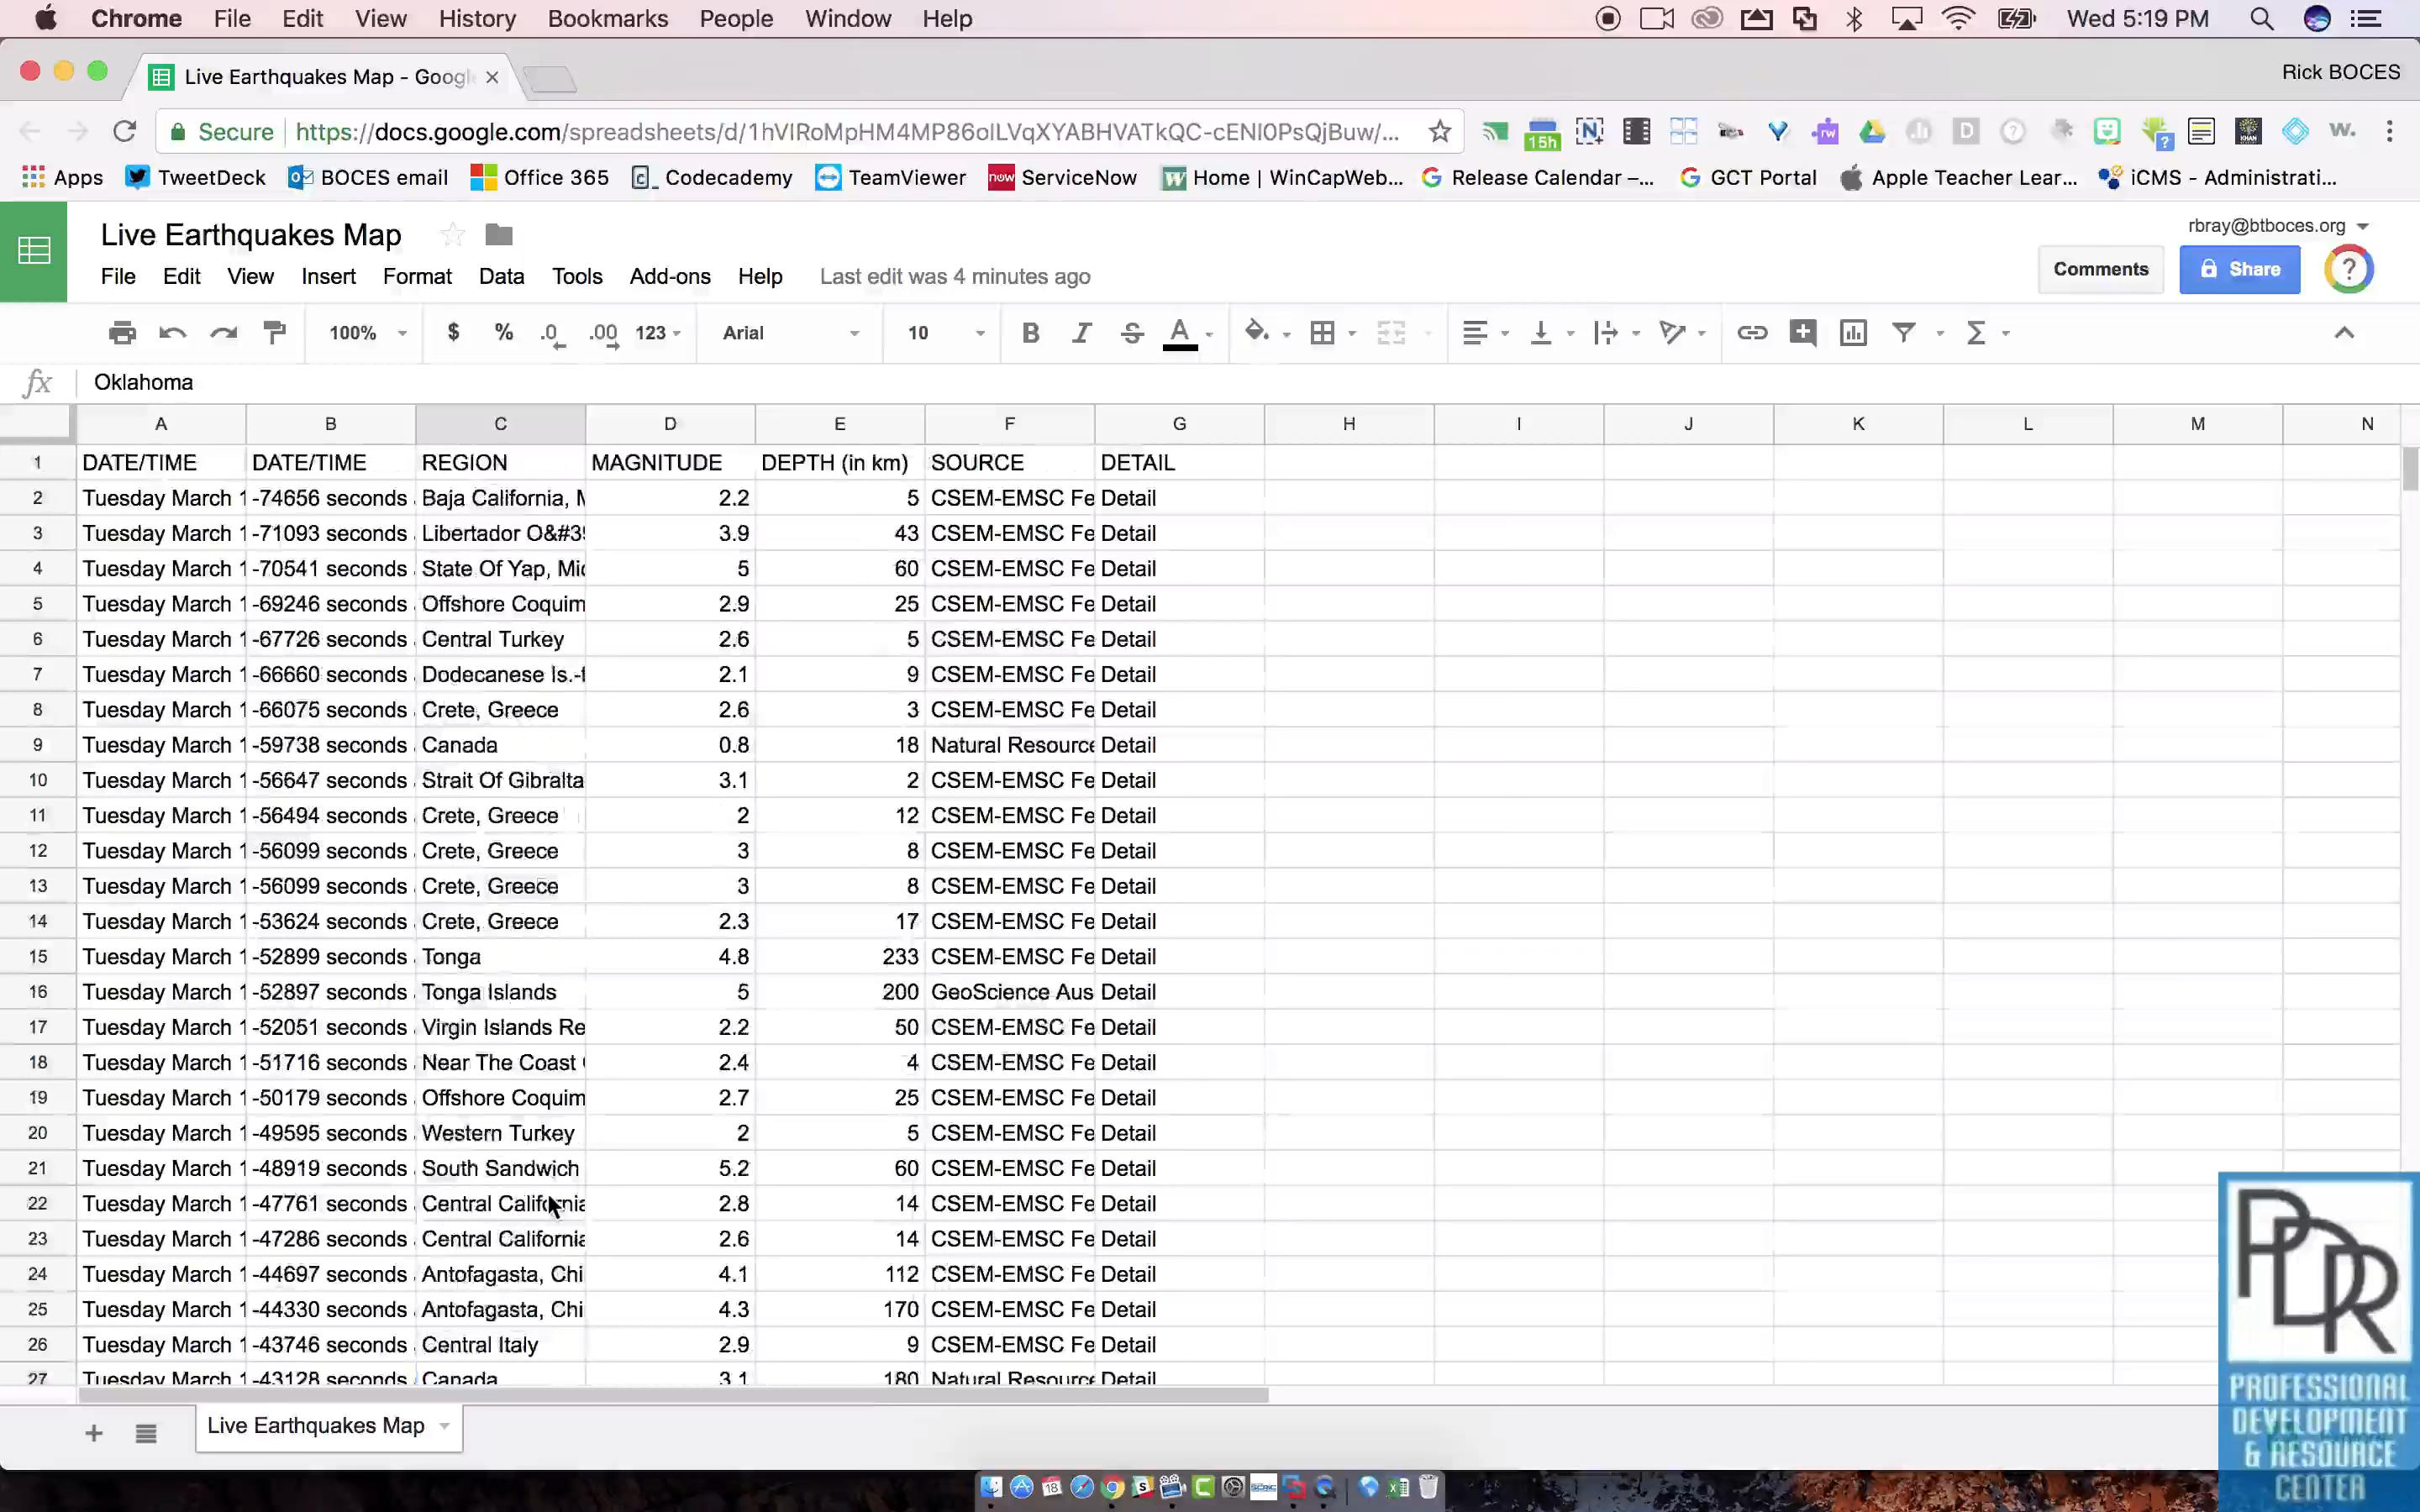 Chrome File Edit View History Bookmarks People Window Help Wed 5:19 PM
Live Earthquakes Map - Googl Rick BOCES
Secure https://docs.google.com/spreadsheets/d/1hVIRoMpHM4MP86oILVqXYABHVATkQC-cENI0PsQjBuw/... 15h
Apps TweetDeck BOCES email Office 365 Codecademy TeamViewer ServiceNow Home | WinCapWeb... Release Calendar –... GCT Portal Apple Teacher Lear... iCMS - Administrati...
Live Earthquakes Map rbray@btboces.org
File Edit View Insert Format Data Tools Add-ons Help Last edit was 4 minutes ago Comments Share
100% $ % .0 .00 123 Arial 10 B I S A
fx Oklahoma
A B C D E F G H I J K L M N
1 DATE/TIME DATE/TIME REGION MAGNITUDE DEPTH (in km) SOURCE DETAIL
2 Tuesday March 1 -74656 seconds Baja California, M 2.2 5 CSEM-EMSC Fe Detail
3 Tuesday March 1 -71093 seconds Libertador O&#39 3.9 43 CSEM-EMSC Fe Detail
4 Tuesday March 1 -70541 seconds State Of Yap, Mic 5 60 CSEM-EMSC Fe Detail
5 Tuesday March 1 -69246 seconds Offshore Coquim 2.9 25 CSEM-EMSC Fe Detail
6 Tuesday March 1 -67726 seconds Central Turkey 2.6 5 CSEM-EMSC Fe Detail
7 Tuesday March 1 -66660 seconds Dodecanese Is.-t 2.1 9 CSEM-EMSC Fe Detail
8 Tuesday March 1 -66075 seconds Crete, Greece 2.6 3 CSEM-EMSC Fe Detail
9 Tuesday March 1 -59738 seconds Canada 0.8 18 Natural Resource Detail
10 Tuesday March 1 -56647 seconds Strait Of Gibralta 3.1 2 CSEM-EMSC Fe Detail
11 Tuesday March 1 -56494 seconds Crete, Greece 2 12 CSEM-EMSC Fe Detail
12 Tuesday March 1 -56099 seconds Crete, Greece 3 8 CSEM-EMSC Fe Detail
13 Tuesday March 1 -56099 seconds Crete, Greece 3 8 CSEM-EMSC Fe Detail
14 Tuesday March 1 -53624 seconds Crete, Greece 2.3 17 CSEM-EMSC Fe Detail
15 Tuesday March 1 -52899 seconds Tonga 4.8 233 CSEM-EMSC Fe Detail
16 Tuesday March 1 -52897 seconds Tonga Islands 5 200 GeoScience Aus Detail
17 Tuesday March 1 -52051 seconds Virgin Islands Re 2.2 50 CSEM-EMSC Fe Detail
18 Tuesday March 1 -51716 seconds Near The Coast 2.4 4 CSEM-EMSC Fe Detail
19 Tuesday March 1 -50179 seconds Offshore Coquim 2.7 25 CSEM-EMSC Fe Detail
20 Tuesday March 1 -49595 seconds Western Turkey 2 5 CSEM-EMSC Fe Detail
21 Tuesday March 1 -48919 seconds South Sandwich 5.2 60 CSEM-EMSC Fe Detail
22 Tuesday March 1 -47761 seconds Central California 2.8 14 CSEM-EMSC Fe Detail
23 Tuesday March 1 -47286 seconds Central California 2.6 14 CSEM-EMSC Fe Detail
24 Tuesday March 1 -44697 seconds Antofagasta, Chi 4.1 112 CSEM-EMSC Fe Detail
25 Tuesday March 1 -44330 seconds Antofagasta, Chi 4.3 170 CSEM-EMSC Fe Detail
26 Tuesday March 1 -43746 seconds Central Italy 2.9 9 CSEM-EMSC Fe Detail
27 Tuesday March 1 -43128 seconds Canada 3.1 180 Natural Resource Detail
Live Earthquakes Map
PDR
PROFESSIONAL
DEVELOPMENT
& RESOURCE
CENTER